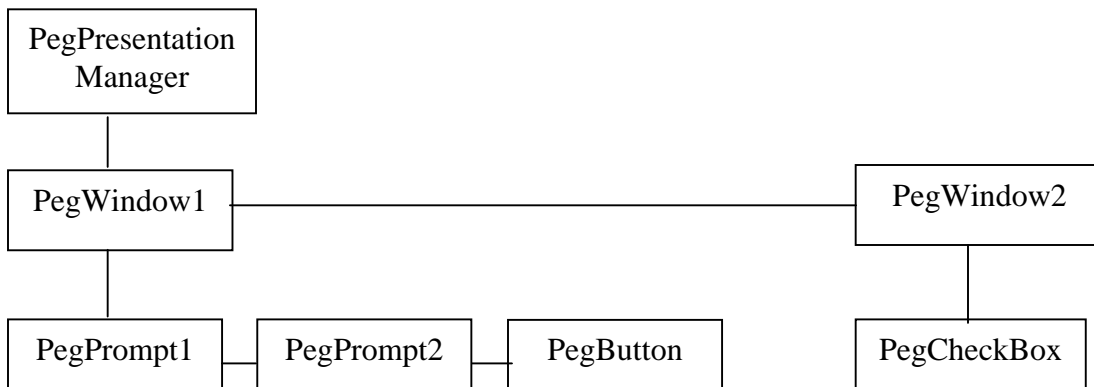 PegPresentation
Manager
PegWindow1
PegWindow2
PegPrompt1
PegPrompt2
PegButton
PegCheckBox